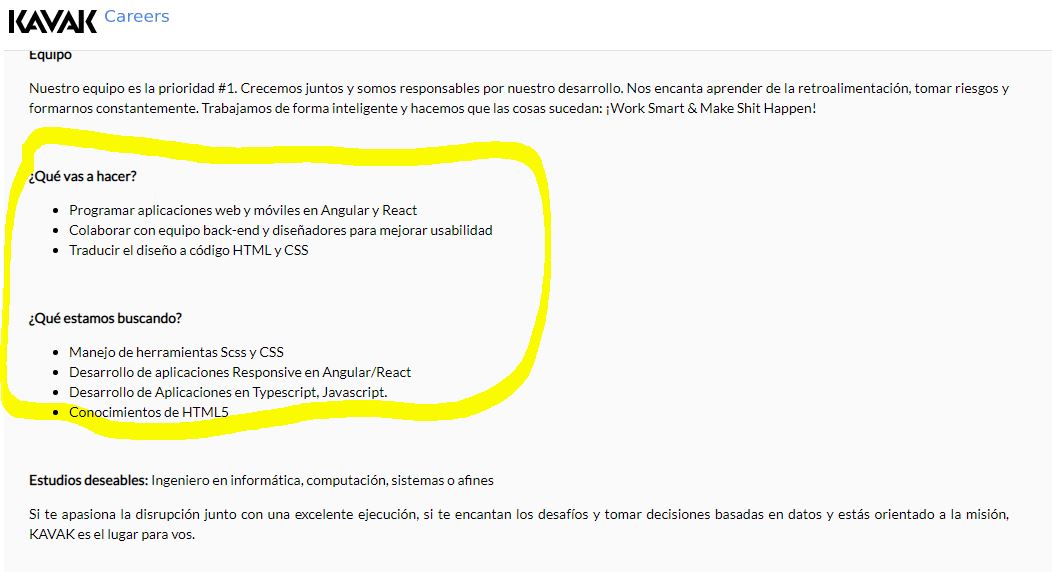 KAVAK Careers
Equipo
Nuestro equipo es la prioridad #1. Crecemos juntos y somos responsables por nuestro desarrollo. Nos encanta aprender de la retroalimentación, tomar riesgos y
formarnos constantemente. Trabajamos de forma inteligente y hacemos que las cosas sucedan: ¡Work Smart & Make Shit Happen!
¿Qué vas a hacer?
• Programar aplicaciones web y móviles en Angular y React
• Colaborar con equipo back-end y diseñadores para mejorar usabilidad
• Traducir el diseño a código HTML y CSS
¿Qué estamos buscando?
• Manejo de herramientas Scss y CSS
• Desarrollo de aplicaciones Responsive en Angular/React
• Desarrollo de Aplicaciones en Typescript, Javascript.
• Conocimientos de HTML5
Estudios deseables: Ingeniero en informática, computación, sistemas o afines
Si te apasiona la disrupción junto con una excelente ejecución, si te encantan los desafíos y tomar decisiones basadas en datos y estás orientado a la misión,
KAVAK es el lugar para vos.